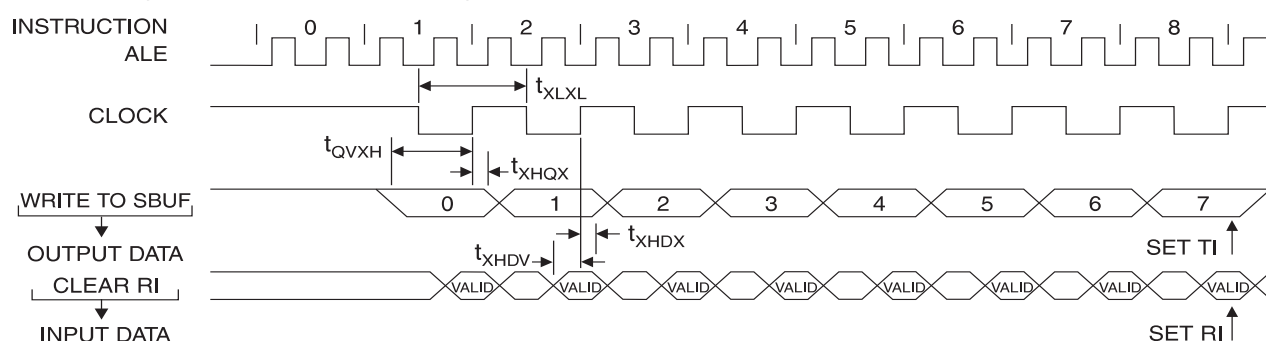 INSTRUCTION 0 1 2 3 4 5 6 7 8
ALE
tXLXL
CLOCK
tQVXH
tXHQX
WRITE TO SBUF 0 1 2 3 4 5 6 7
tXHDX
SET TI
OUTPUT DATA
tXHDV
CLEAR RI VALID VALID VALID VALID VALID VALID VALID VALID
INPUT DATA
SET RI